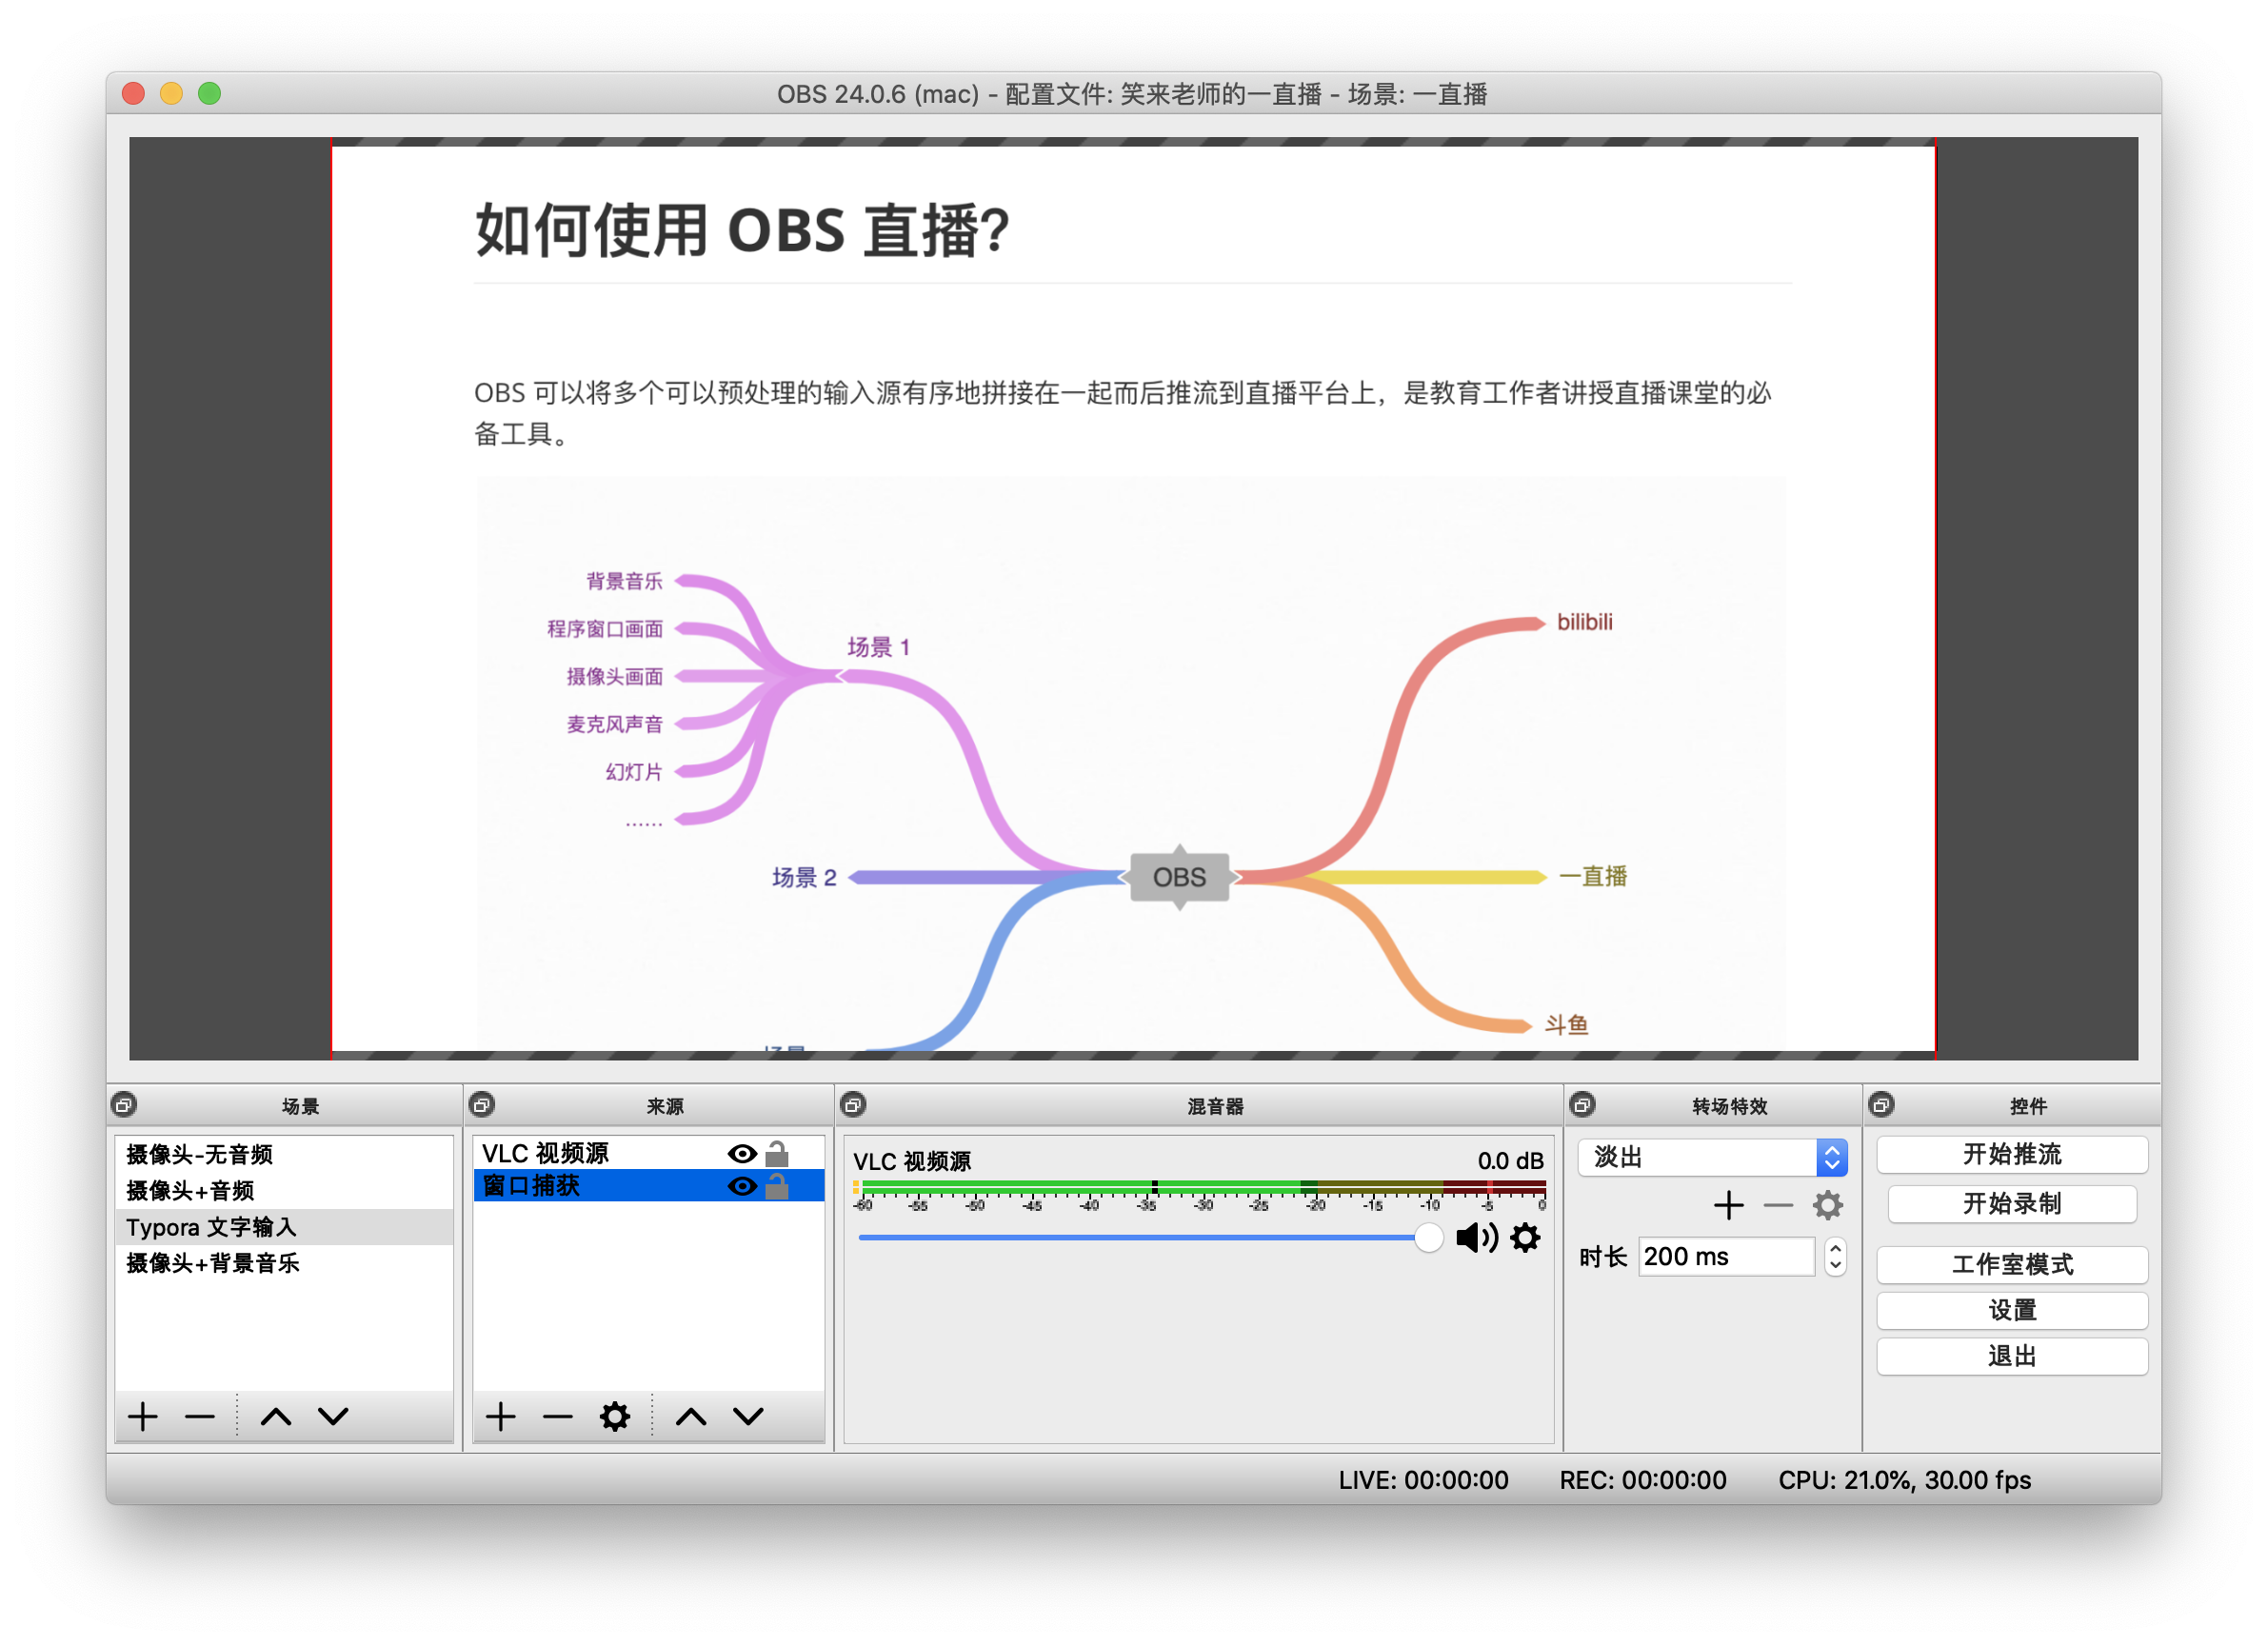 OBS 24.0.6 (mac) - 配置文件: 笑来老师的一直播 - 场景: 一直播
如何使用 OBS 直播？
OBS 可以将多个可以预处理的输入源有序地拼接在一起而后推流到直播平台上，是教育工作者讲授直播课堂的必
备工具。
背景音乐
程序窗口画面
摄像头画面
麦克风声音
幻灯片
……
场景 1
场景 2
场景
OBS
bilibili
一直播
斗鱼
场景
摄像头-无音频
摄像头+音频
Typora 文字输入
摄像头+背景音乐
来源
VLC 视频源
窗口捕获
混音器
VLC 视频源 0.0 dB
-60 -55 -50 -45 -40 -35 -30 -25 -20 -15 -10 -5 0
转场特效
淡出
时长 200 ms
控件
开始推流
开始录制
工作室模式
设置
退出
LIVE: 00:00:00 REC: 00:00:00 CPU: 21.0%, 30.00 fps